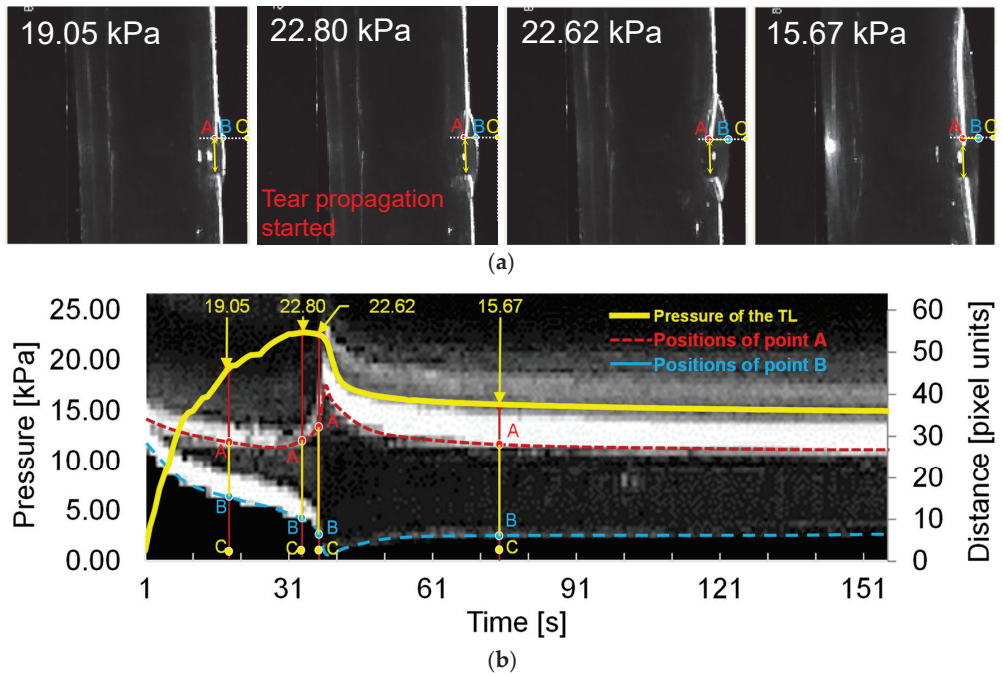 19.05 kPa
22.80 kPa
22.62 kPa
15.67 kPa
A B C
A B C
A B C
A B C
Tear propagation
started
(a)
25.00
20.00
15.00
10.00
5.00
0.00
Pressure [kPa]
19.05
22.80
22.62
15.67
Pressure of the TL
Positions of point A
Positions of point B
A
B
C
A
B
C
A
B
C
A
B
C
60
50
40
30
20
10
0
Distance [pixel units]
1
31
61
91
121
151
Time [s]
(b)